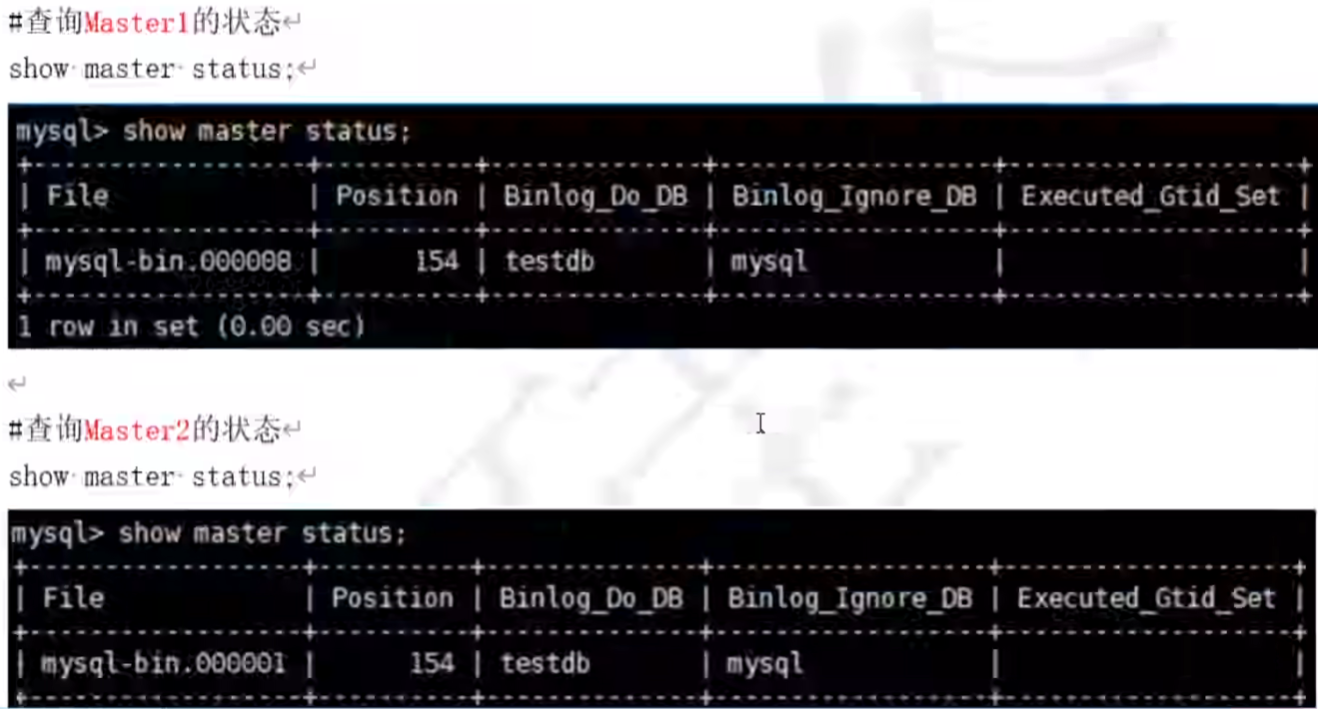 #查询Master1的状态↵
show master status;↵
mysql> show master status;
| File | Position | Binlog_Do_DB | Binlog_Ignore_DB | Executed_Gtid_Set |
| mysql-bin.000008 | 154 | testdb | mysql | |
1 row in set (0.00 sec)
↵
#查询Master2的状态↵
show master status;↵
mysql> show master status;
| File | Position | Binlog_Do_DB | Binlog_Ignore_DB | Executed_Gtid_Set |
| mysql-bin.000001 | 154 | testdb | mysql | |